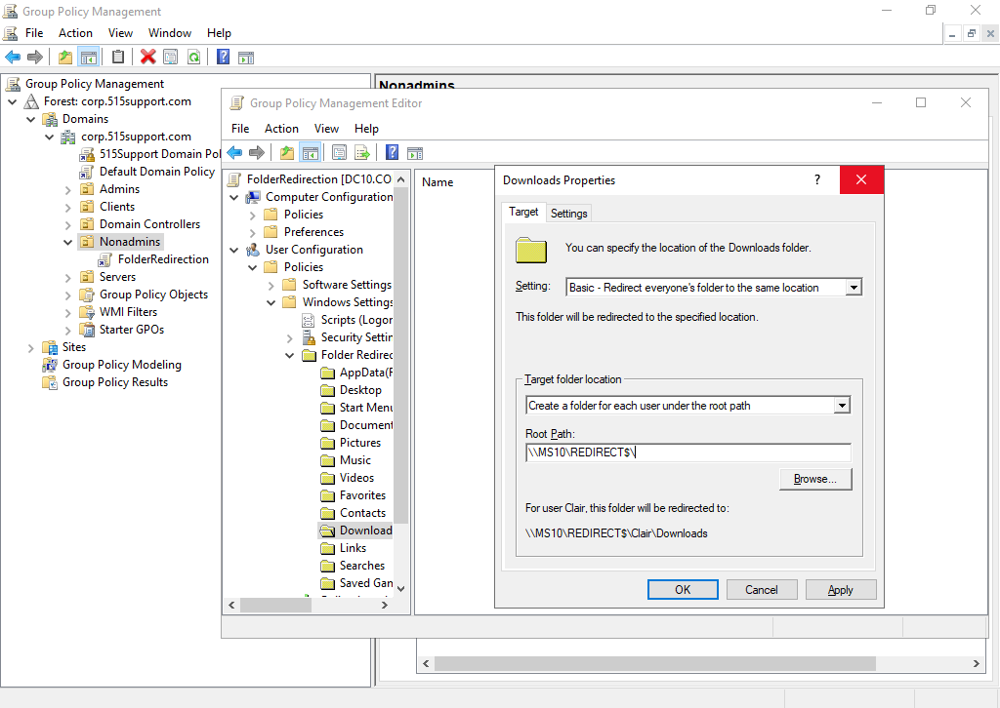 Group Policy Management
File Action View Window Help
Group Policy Management
Forest: corp.515support.com
Domains
corp.515support.com
515Support Domain Pol
Default Domain Policy
Admins
Clients
Domain Controllers
Nonadmins
FolderRedirection
Servers
Group Policy Objects
WMI Filters
Starter GPOs
Sites
Group Policy Modeling
Group Policy Results
Nonadmins
Group Policy Management Editor
File Action View Help
FolderRedirection [DC10.CO
Computer Configuration
Policies
Preferences
User Configuration
Policies
Software Settings
Windows Settings
Scripts (Logor
Security Settin
Folder Redirec
AppData(R
Desktop
Start Menu
Document
Pictures
Music
Videos
Favorites
Contacts
Download
Links
Searches
Saved Gan
Name
Downloads Properties
?
Target Settings
You can specify the location of the Downloads folder.
Setting: Basic - Redirect everyone's folder to the same location
This folder will be redirected to the specified location.
Target folder location
Create a folder for each user under the root path
Root Path:
\\MS10\REDIRECT$\
Browse...
For user Clair, this folder will be redirected to:
\\MS10\REDIRECT$\Clair\Downloads
OK Cancel Apply